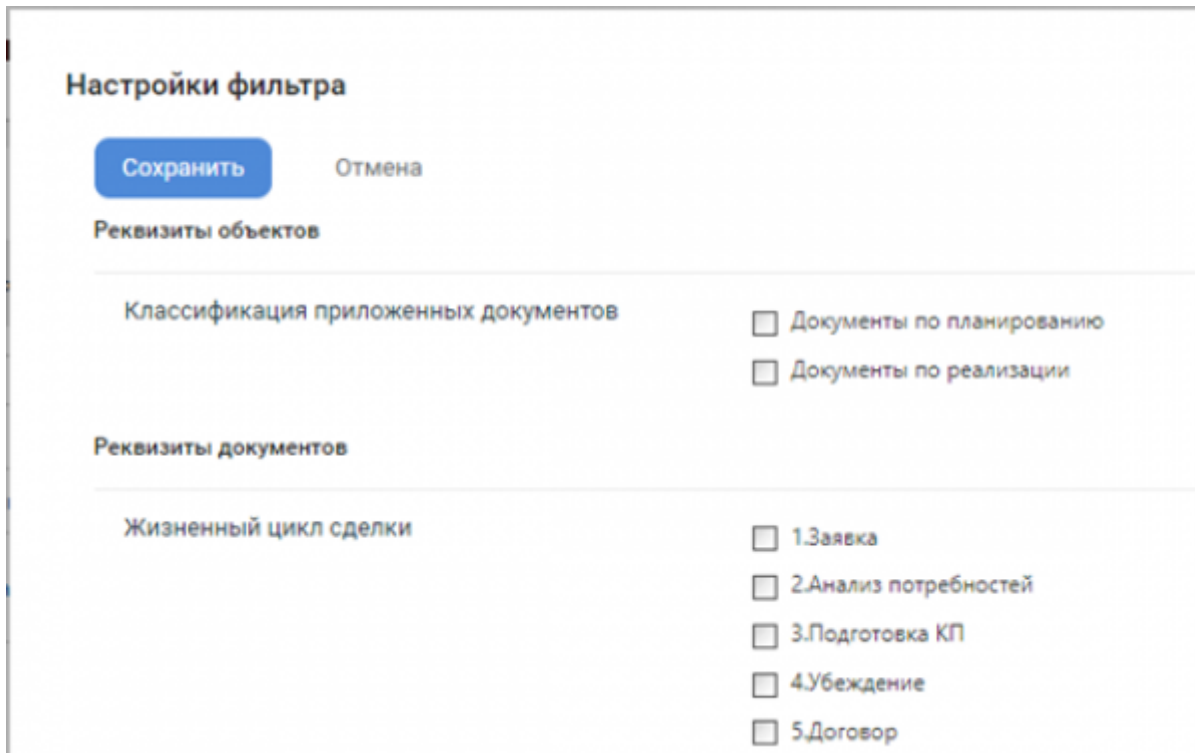 Настройки фильтра
Сохранить Отмена
Реквизиты объектов
Классификация приложенных документов
Документы по планированию
Документы по реализации
Реквизиты документов
Жизненный цикл сделки
1.Заявка
2.Анализ потребностей
3.Подготовка КП
4.Убеждение
5.Договор